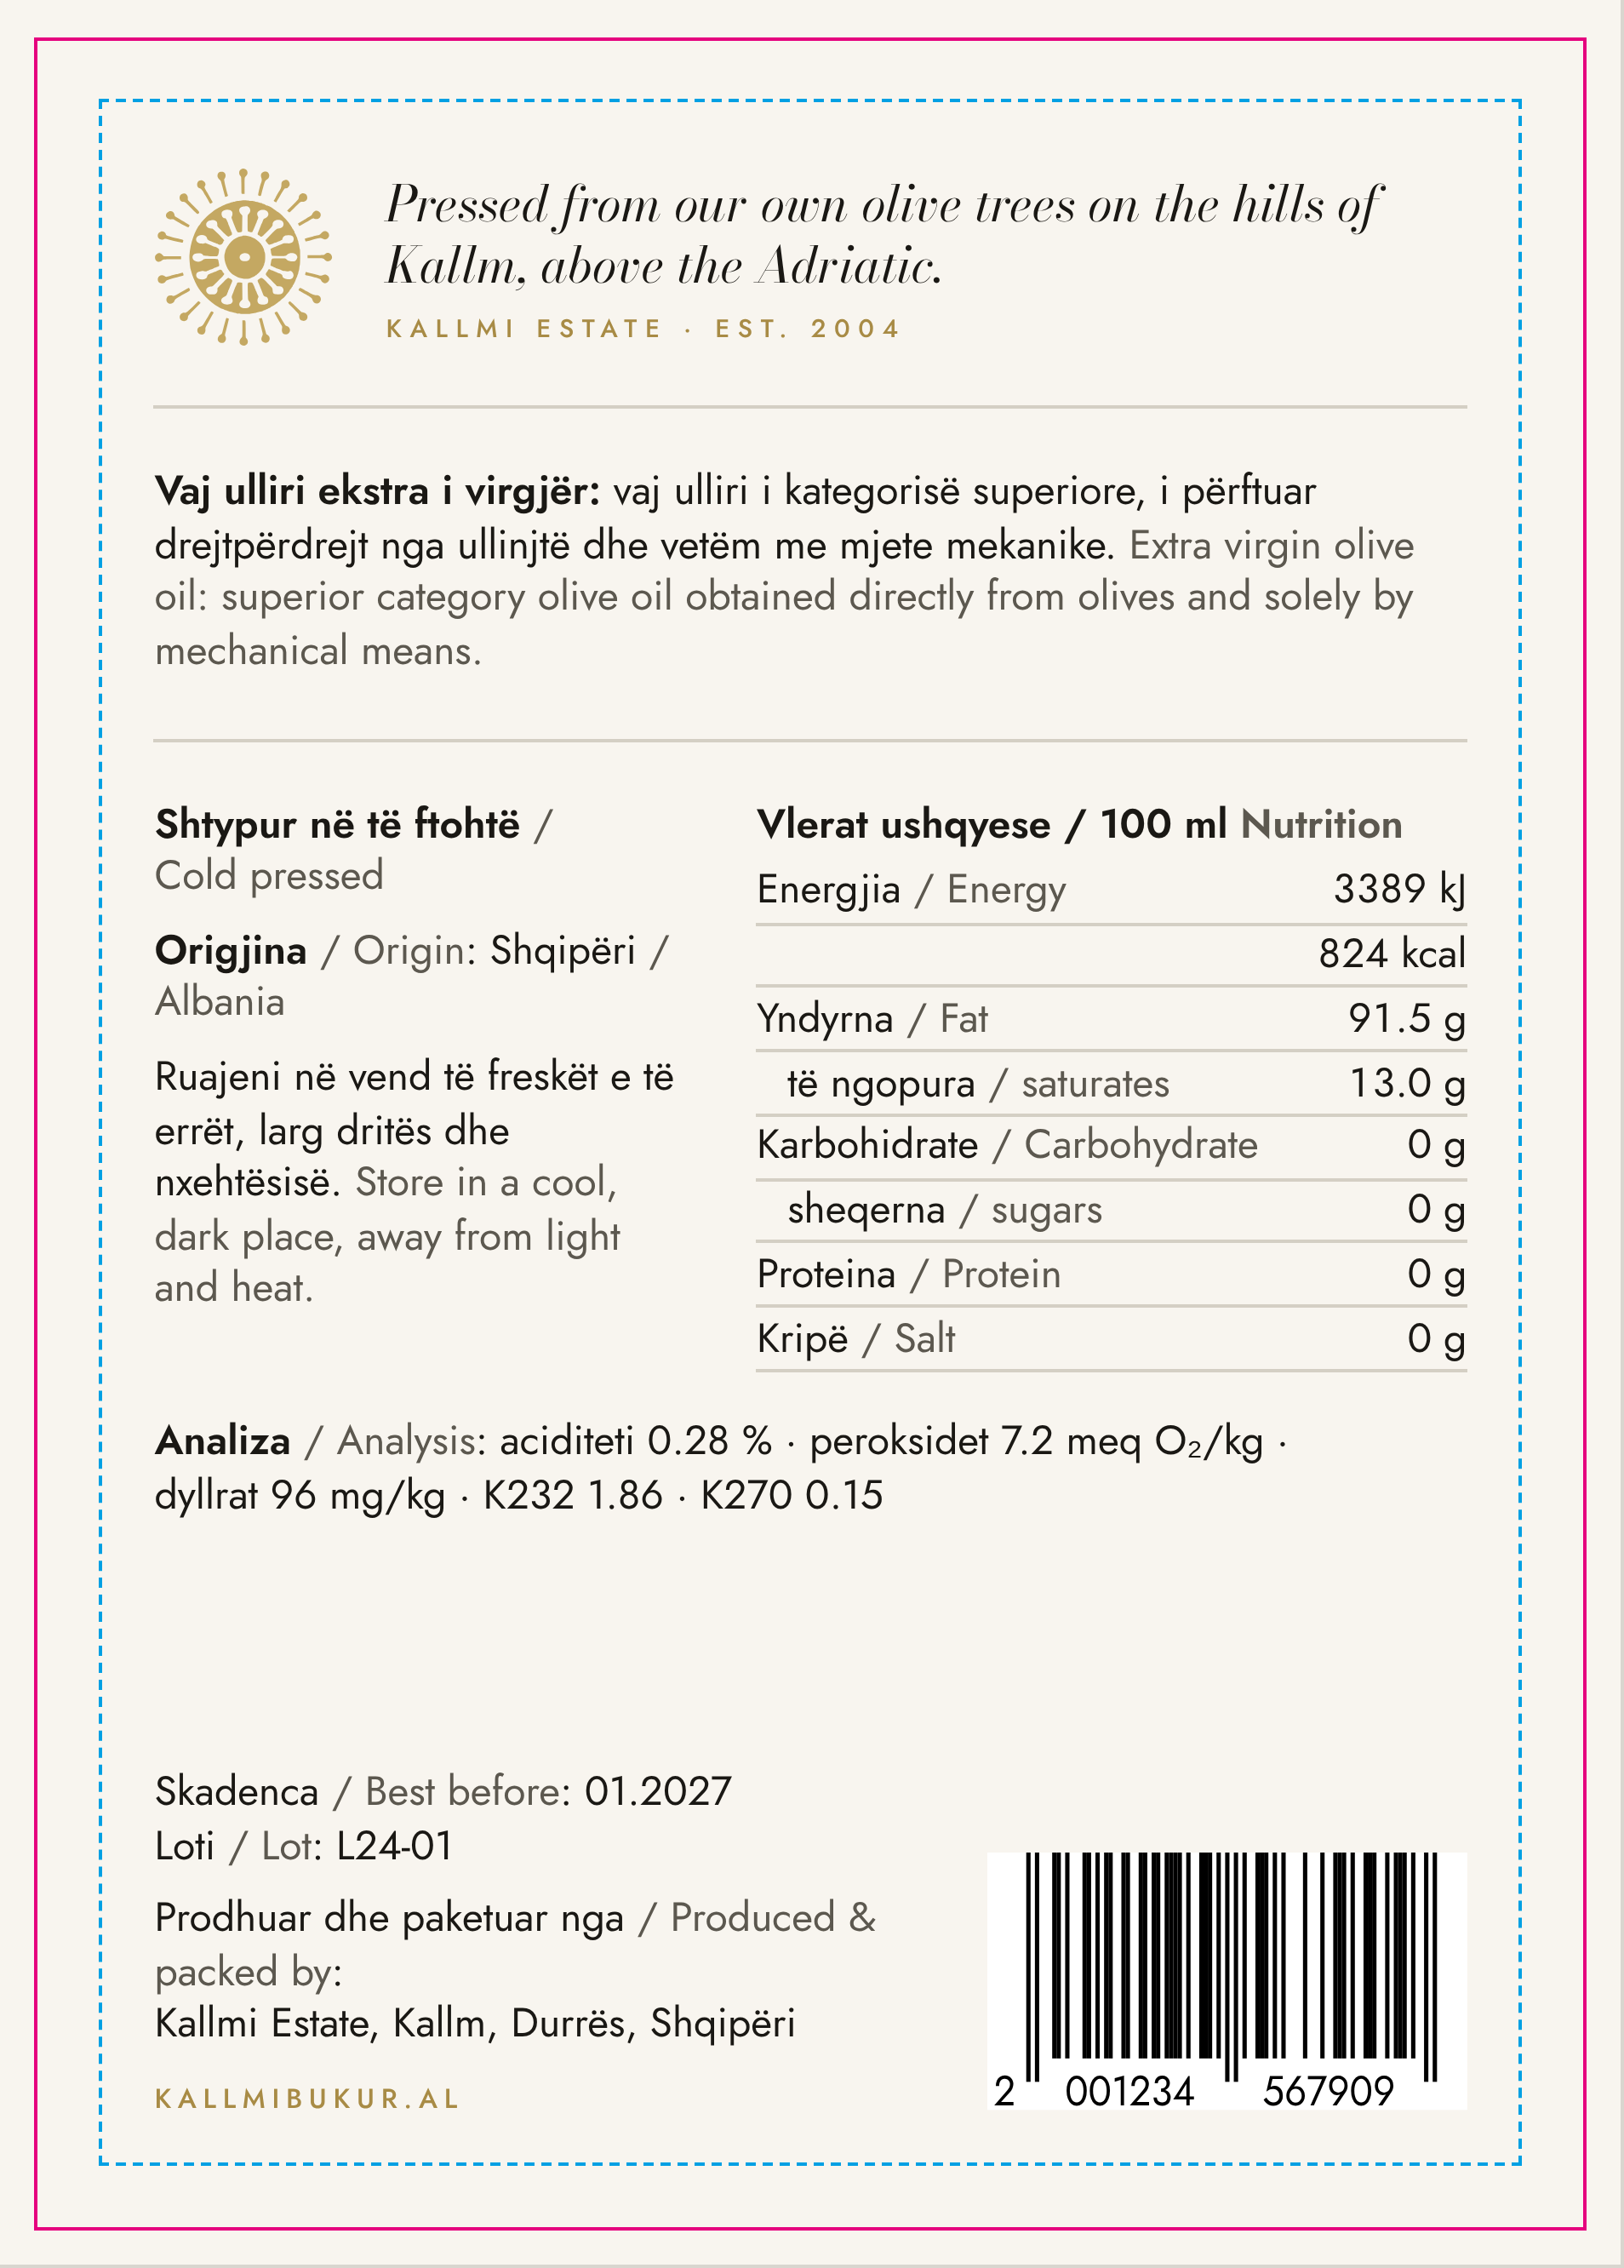 Pressed from our own olive trees on the hills of
Kallm, above the Adriatic.
KALLMI ESTATE · EST. 2004
Vaj ulliri ekstra i virgjër: vaj ulliri i kategorisë superiore, i përftuar
drejtpërdrejt nga ullinjtë dhe vetëm me mjete mekanike. Extra virgin olive
oil: superior category olive oil obtained directly from olives and solely by
mechanical means.
Shtypur në të ftohtë /
Cold pressed
Origjina / Origin: Shqipëri /
Albania
Ruajeni në vend të freskët e të
errët, larg dritës dhe
nxehtësisë. Store in a cool,
dark place, away from light
and heat.
Vlerat ushqyese / 100 ml Nutrition
Energjia / Energy 3389 kJ
824 kcal
Yndyrna / Fat 91.5 g
të ngopura / saturates 13.0 g
Karbohidrate / Carbohydrate 0 g
sheqerna / sugars 0 g
Proteina / Protein 0 g
Kripë / Salt 0 g
Analiza / Analysis: aciditeti 0.28 % · peroksidet 7.2 meq O₂/kg ·
dyllrat 96 mg/kg · K232 1.86 · K270 0.15
Skadenca / Best before: 01.2027
Loti / Lot: L24-01
Prodhuar dhe paketuar nga / Produced &
packed by:
Kallmi Estate, Kallm, Durrës, Shqipëri
KALLMIBUKUR.AL
2 001234 567909